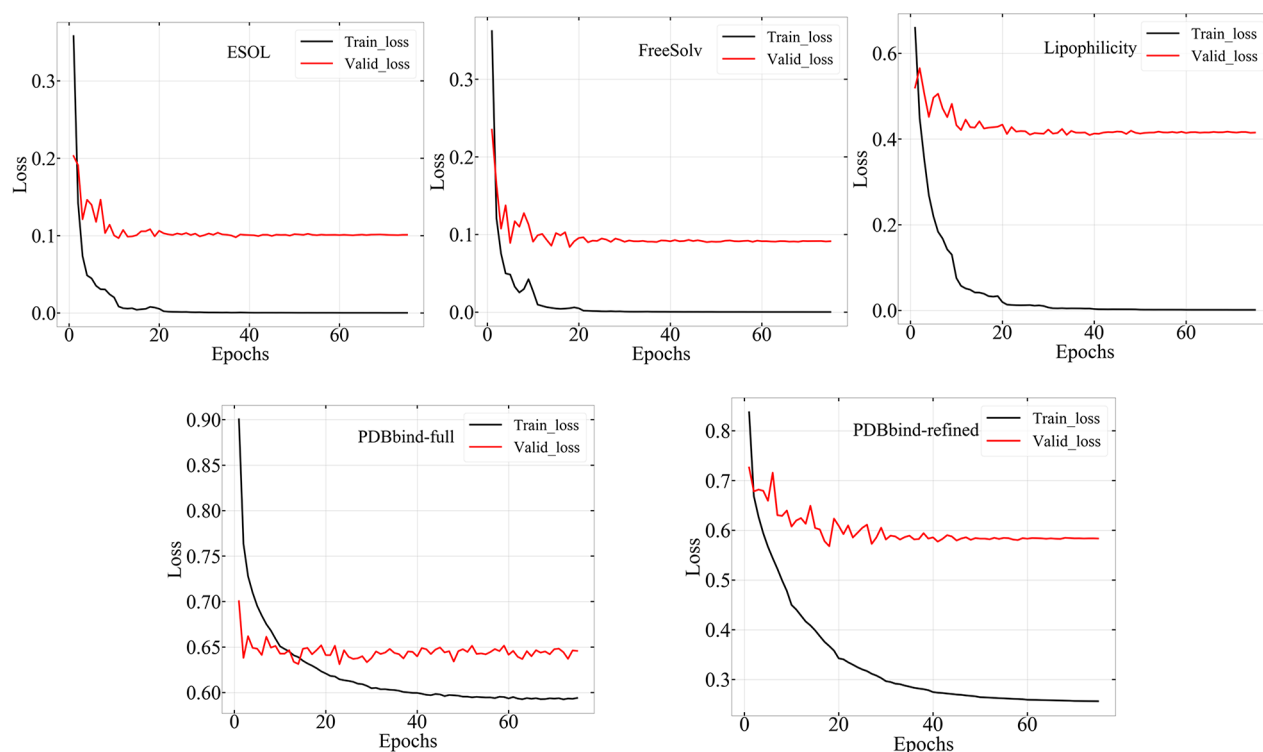 ESOL
Train_loss
Valid_loss
0.3
0.2
0.1
0.0
Loss
0 20 40 60
Epochs
FreeSolv
Train_loss
Valid_loss
0.3
0.2
0.1
0.0
Loss
0 20 40 60
Epochs
Lipophilicity
Train_loss
Valid_loss
0.6
0.4
0.2
0.0
Loss
0 20 40 60
Epochs
PDBbind-full
Train_loss
Valid_loss
0.90
0.85
0.80
0.75
0.70
0.65
0.60
Loss
0 20 40 60
Epochs
PDBbind-refined
Train_loss
Valid_loss
0.8
0.7
0.6
0.5
0.4
0.3
Loss
0 20 40 60
Epochs